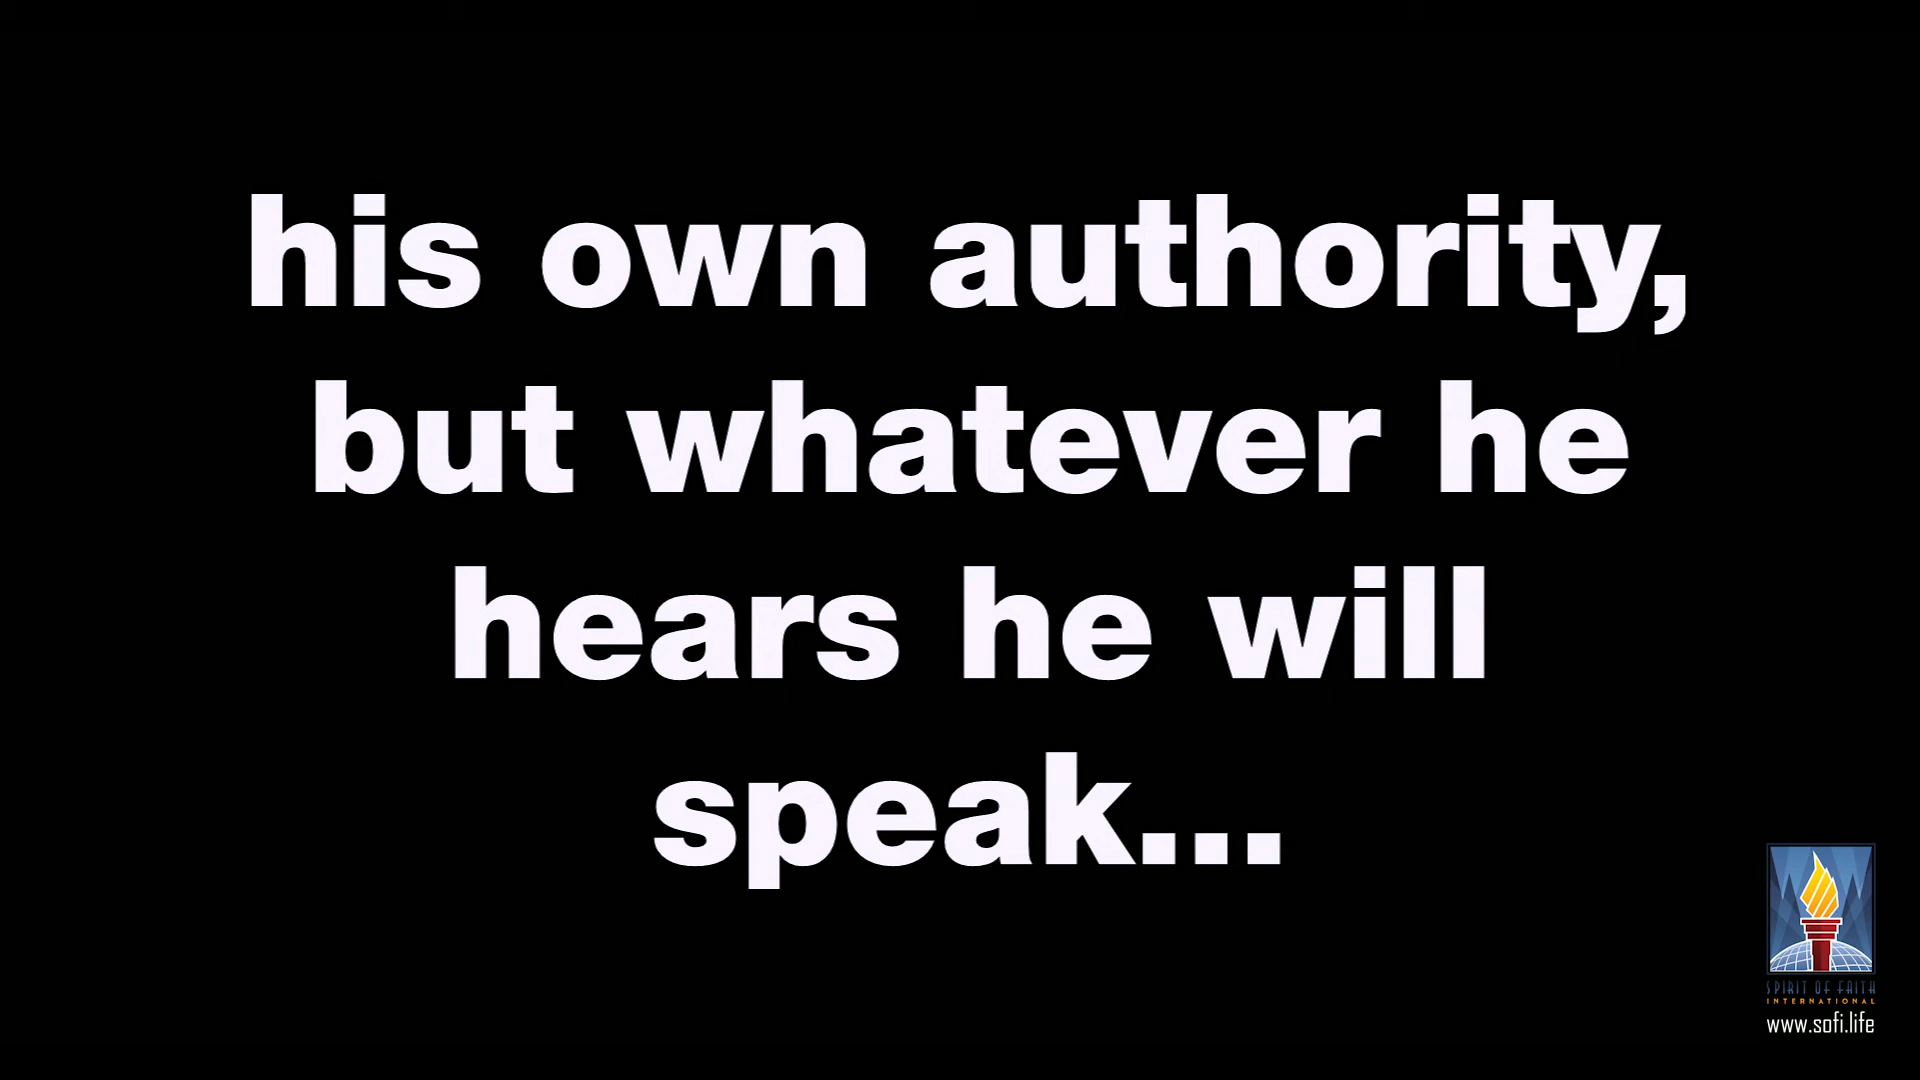 his own authority,
but whatever he
hears he will
speak...
SPIRIT OF FAITH
INTERNATIONAL
www.sofi.life